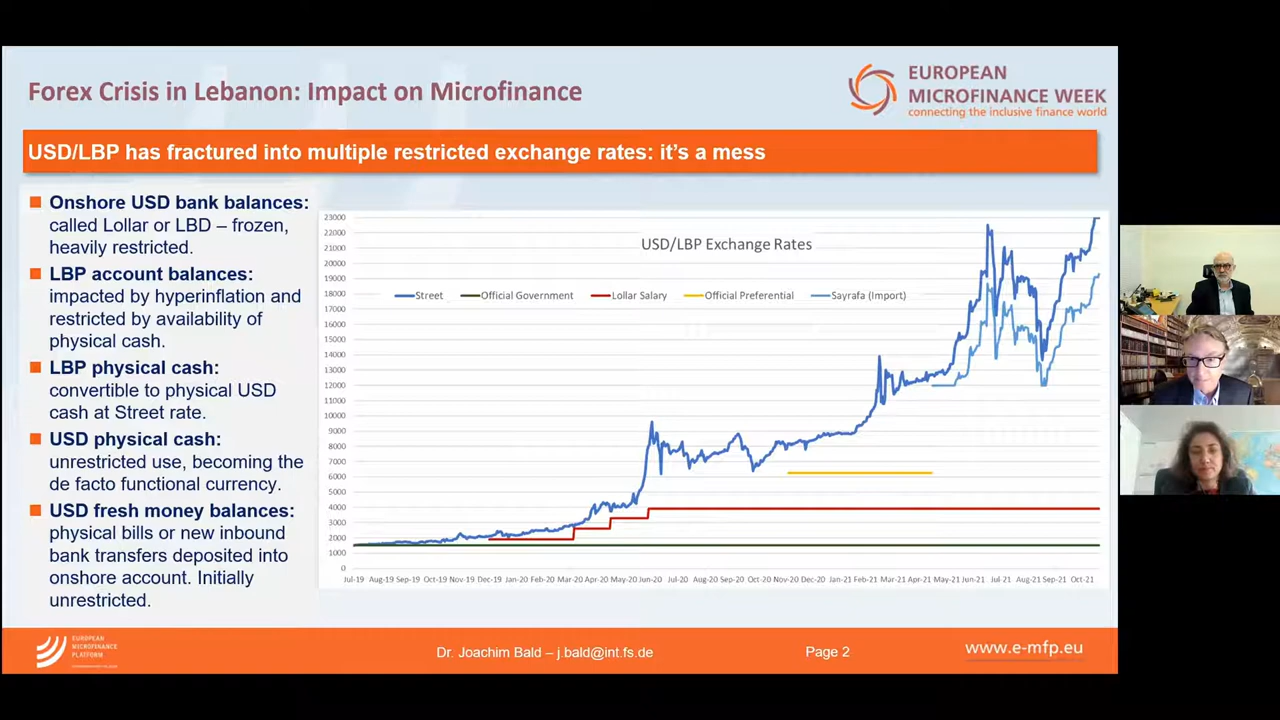 Forex Crisis in Lebanon: Impact on Microfinance
EUROPEAN
MICROFINANCE WEEK
connecting the inclusive finance world
USD/LBP has fractured into multiple restricted exchange rates: it's a mess
Onshore USD bank balances:
called Lollar or LBD – frozen,
heavily restricted.
LBP account balances:
impacted by hyperinflation and
restricted by availability of
physical cash.
LBP physical cash:
convertible to physical USD
cash at Street rate.
USD physical cash:
unrestricted use, becoming the
de facto functional currency.
USD fresh money balances:
physical bills or new inbound
bank transfers deposited into
onshore account. Initially
unrestricted.
USD/LBP Exchange Rates
Street Official Government Lollar Salary Official Preferential Sayrafa (Import)
23000
22000
21000
20000
19000
18000
17000
16000
15000
14000
13000
12000
11000
10000
9000
8000
7000
6000
5000
4000
3000
2000
1000
0
Jul-19 Aug-19 Sep-19 Oct-19 Nov-19 Dec-19 Jan-20 Feb-20 Mar-20 Apr-20 May-20 Jun-20 Jul-20 Aug-20 Sep-20 Oct-20 Nov-20 Dec-20 Jan-21 Feb-21 Mar-21 Apr-21 May-21 Jun-21 Jul-21 Aug-21 Sep-21 Oct-21
EUROPEAN
MICROFINANCE
PLATFORM
Dr. Joachim Bald – j.bald@int.fs.de
Page 2
www.e-mfp.eu